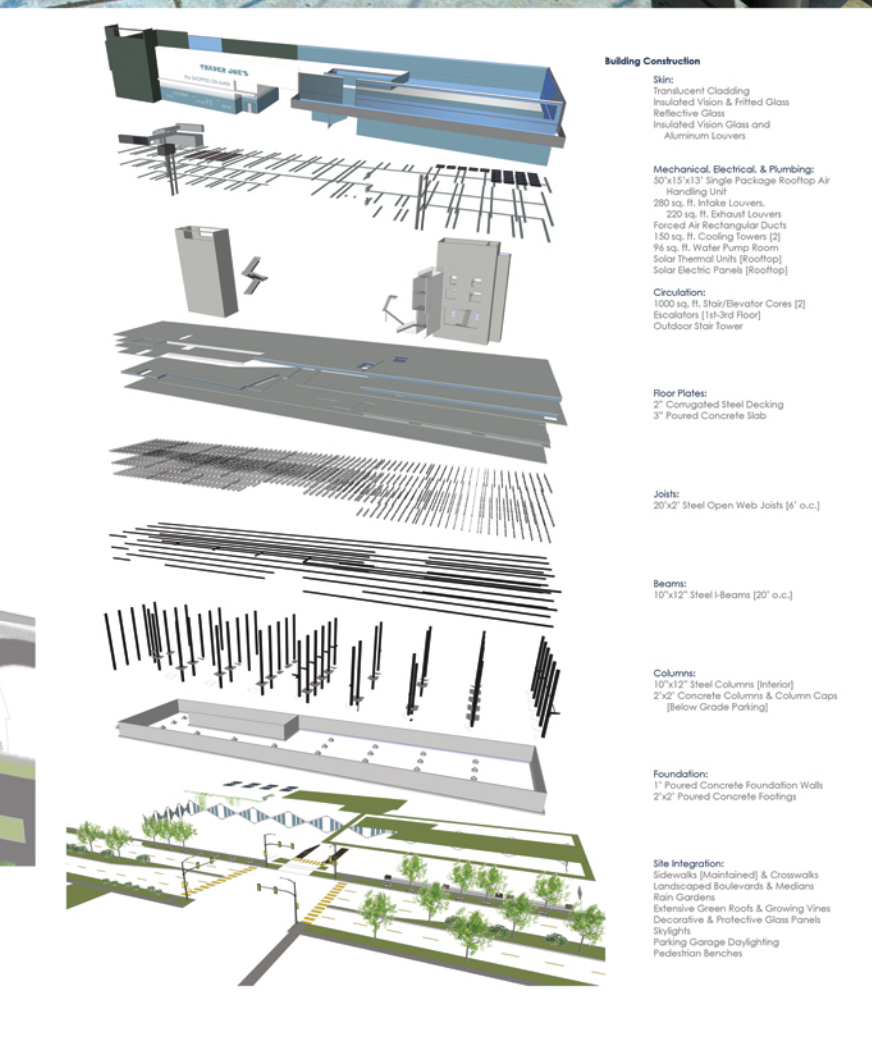 TRADER JOE'S
the SHOPPES ON MAIN
Building Construction
Skin:
Translucent Cladding
Insulated Vision & Fritted Glass
Reflective Glass
Insulated Vision Glass and
Aluminum Louvers
Mechanical, Electrical, & Plumbing:
50'x15'x13' Single Package Rooftop Air
Handling Unit
280 sq. ft. Intake Louvers,
220 sq. ft. Exhaust Louvers
Forced Air Rectangular Ducts
150 sq. ft. Cooling Towers [2]
96 sq. ft. Water Pump Room
Solar Thermal Units [Rooftop]
Solar Electric Panels [Rooftop]
Circulation:
1000 sq. ft. Stair/Elevator Cores [2]
Escalators [1st-3rd Floor]
Outdoor Stair Tower
Floor Plates:
2" Corrugated Steel Decking
3" Poured Concrete Slab
Joists:
20'x2' Steel Open Web Joists [6' o.c.]
Beams:
10"x12" Steel I-Beams [20' o.c.]
Columns:
10"x12" Steel Columns [Interior]
2'x2' Concrete Columns & Column Caps
[Below Grade Parking]
Foundation:
1' Poured Concrete Foundation Walls
2'x2' Poured Concrete Footings
Site Integration:
Sidewalks [Maintained] & Crosswalks
Landscaped Boulevards & Medians
Rain Gardens
Extensive Green Roofs & Growing Vines
Decorative & Protective Glass Panels
Skylights
Parking Garage Daylighting
Pedestrian Benches